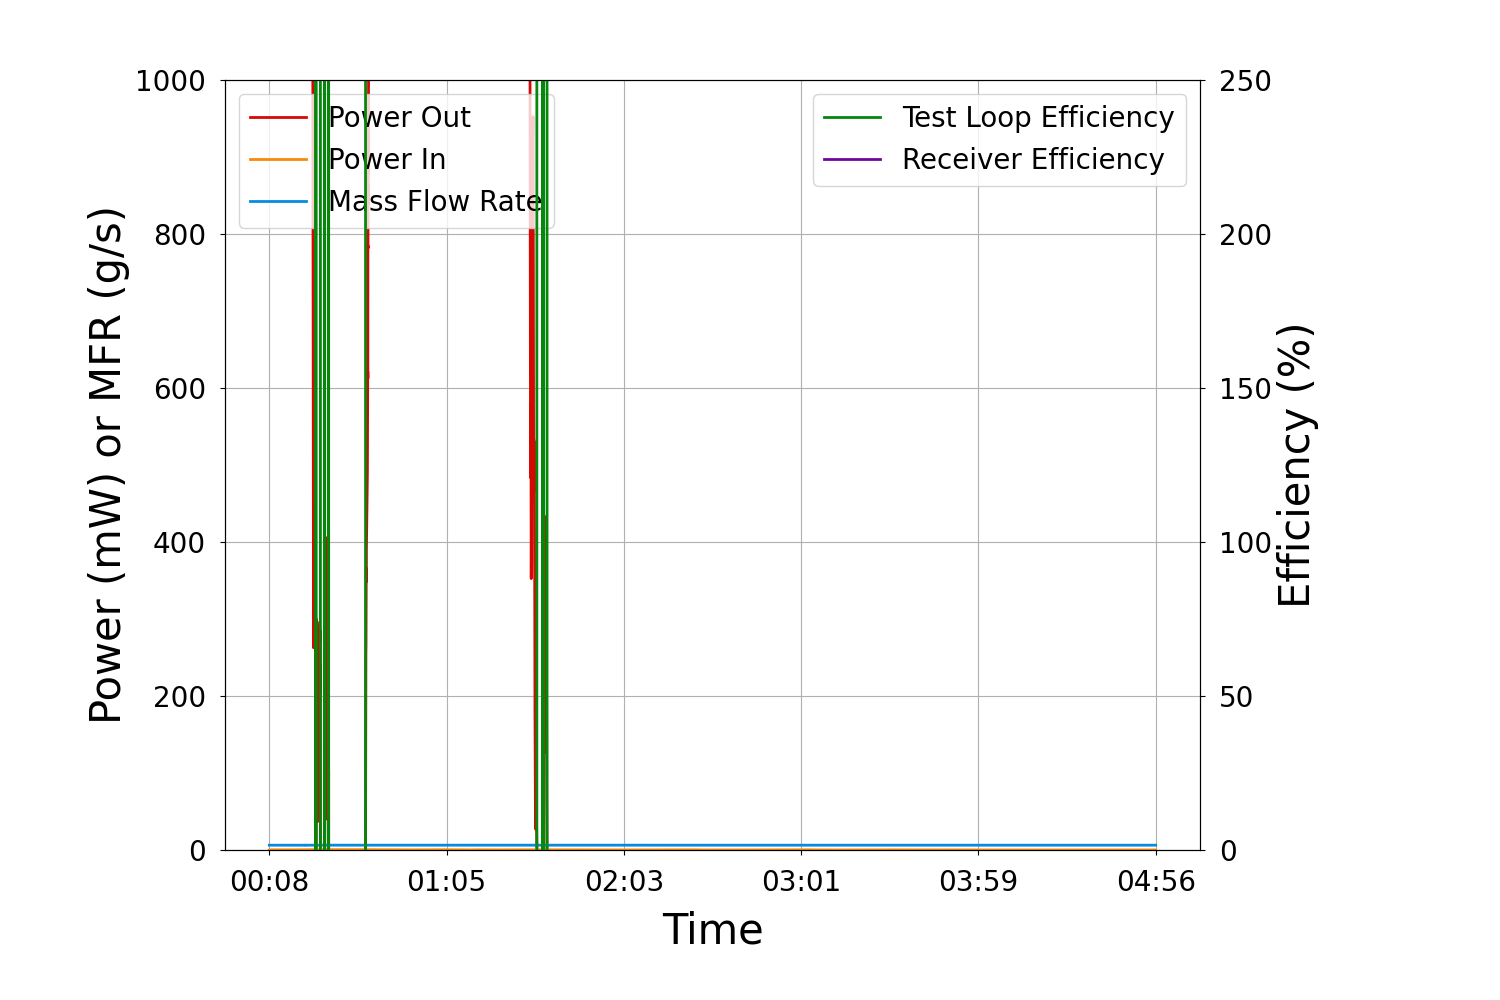 1000
800
600
400
200
0
Power (mW) or MFR (g/s)
Power Out
Power In
Mass Flow Rate
Test Loop Efficiency
Receiver Efficiency
250
200
150
100
50
0
Efficiency (%)
00:08 01:05 02:03 03:01 03:59 04:56
Time